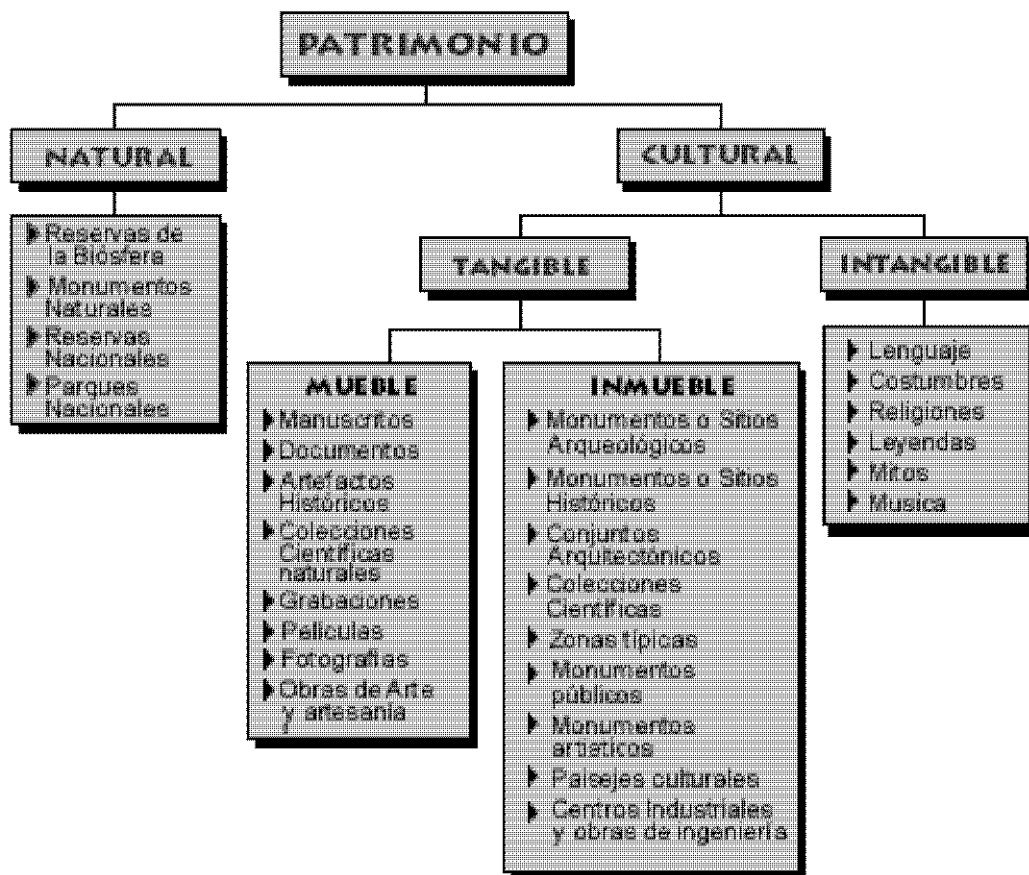 PATRIMONIO
NATURAL
CULTURAL
Reservas de
la Biósfera
Monumentos
Naturales
Reservas
Nacionales
Parques
Nacionales
TANGIBLE
INTANGIBLE
MUEBLE
Manuscritos
Documentos
Artefactos
Históricos
Colecciones
Científicas
naturales
Grabaciones
Películas
Fotografías
Obras de Arte
y artesanía
INMUEBLE
Monumentos o Sitios
Arqueológicos
Monumentos o Sitios
Históricos
Conjuntos
Arquitectónicos
Colecciones
Científicas
Zonas típicas
Monumentos
públicos
Monumentos
artísticos
Paisejes culturales
Centros Industriales
y obras de ingeniería
Lenguaje
Costumbres
Religiones
Leyendas
Mitos
Musica